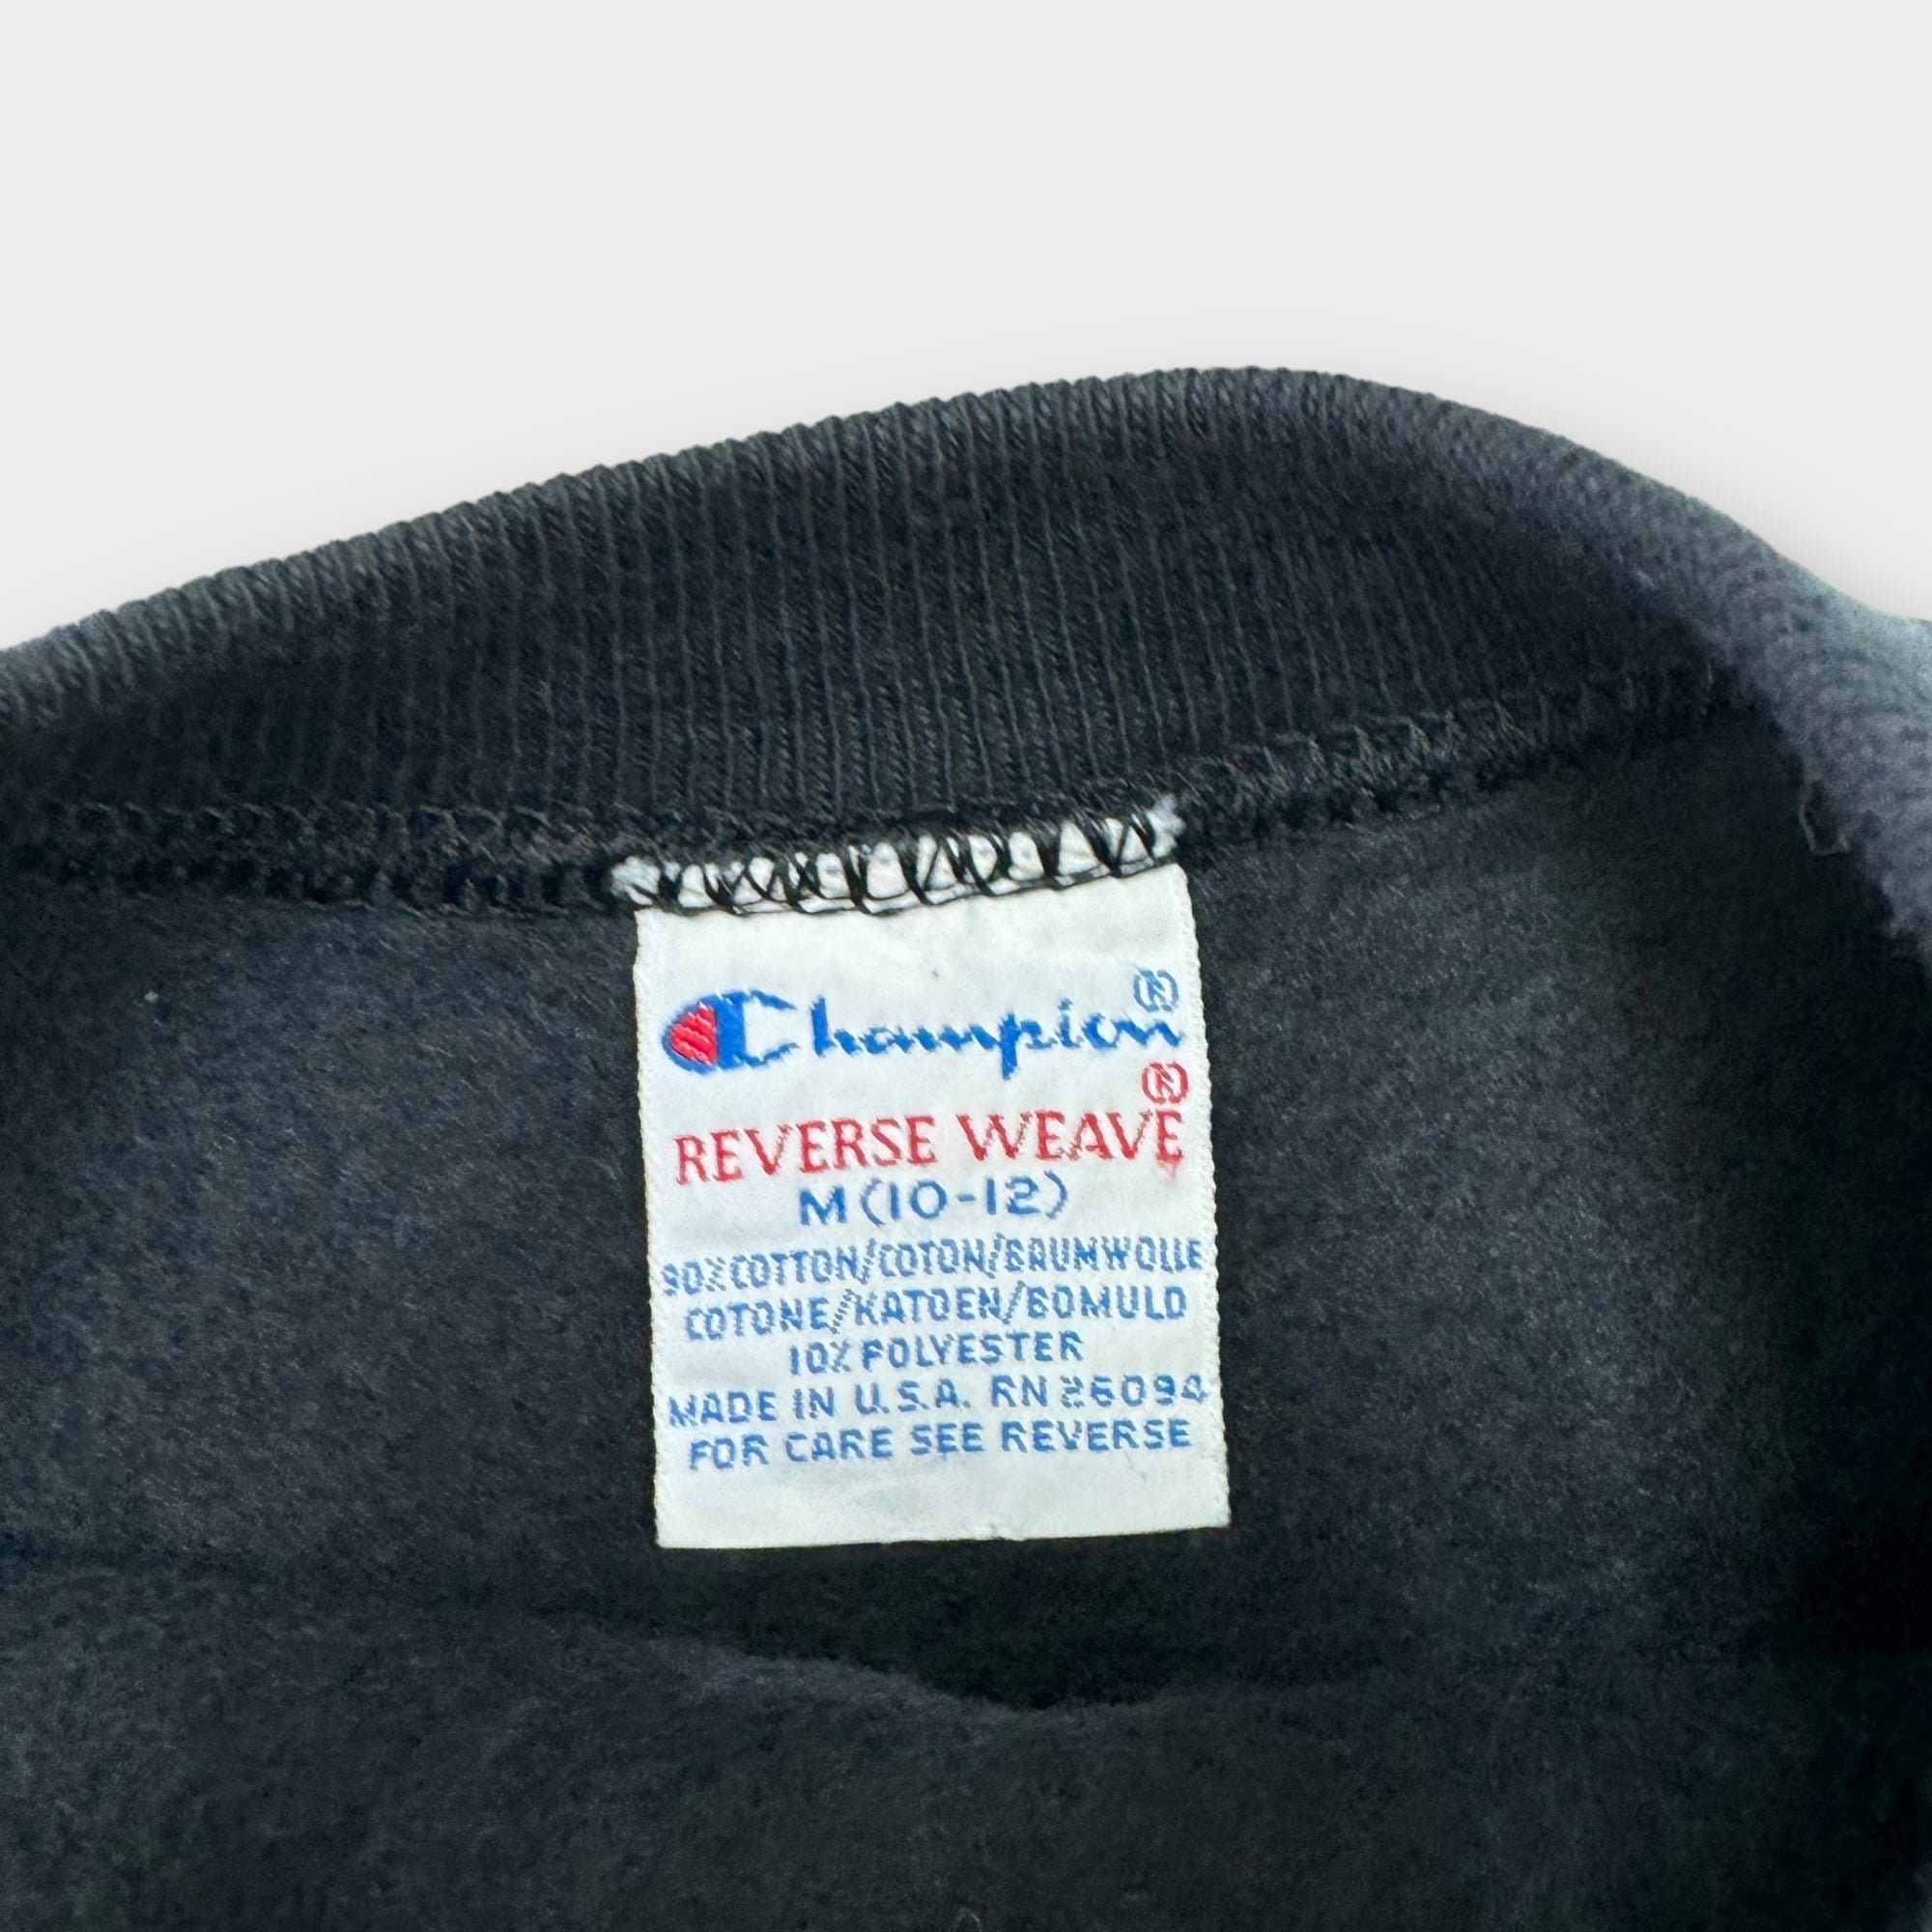 Champion®
REVERSE WEAVE®
M (10-12)
90% COTTON/COTON/BAUMWOLLE
COTONE/KATOEN/BOMULD
10% POLYESTER
MADE IN U.S.A. RN 26094
FOR CARE SEE REVERSE